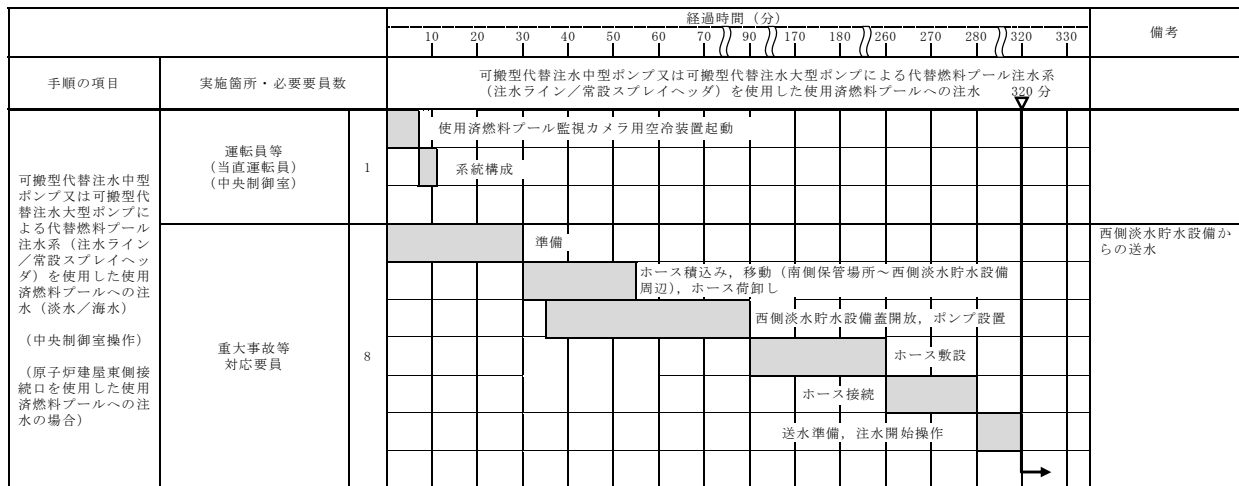 経過時間（分）
備考
10 20 30 40 50 60 70 90 170 180 260 270 280 320 330
手順の項目
実施箇所・必要要員数
可搬型代替注水中型ポンプ又は可搬型代替注水大型ポンプによる代替燃料プール注水系
（注水ライン／常設スプレイヘッダ）を使用した使用済燃料プールへの注水 320 分
可搬型代替注水中型
ポンプ又は可搬型代
替注水大型ポンプに
よる代替燃料プール
注水系（注水ライン
／常設スプレイヘッ
ダ）を使用した使用
済燃料プールへの注
水（淡水／海水）
（中央制御室操作）
（原子炉建屋東側接
続口を使用した使用
済燃料プールへの注
水の場合）
運転員等
（当直運転員）
（中央制御室）
1
使用済燃料プール監視カメラ用空冷装置起動
系統構成
重大事故等
対応要員
8
準備
ホース積込み，移動（南側保管場所～西側淡水貯水設備
周辺），ホース荷卸し
西側淡水貯水設備蓋開放，ポンプ設置
ホース敷設
ホース接続
送水準備，注水開始操作
西側淡水貯水設備か
らの送水